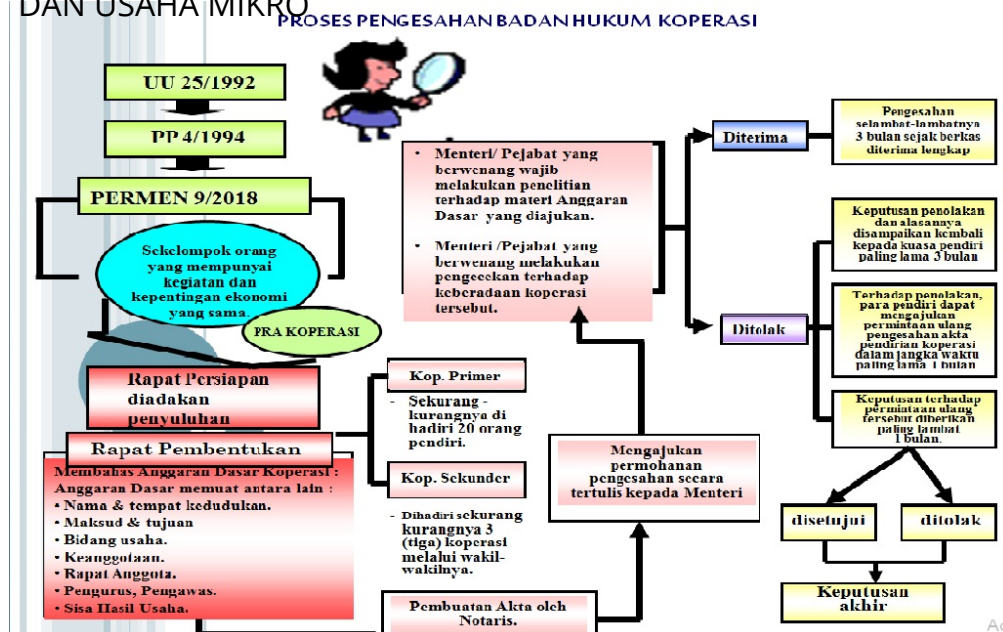 DAN USAHA MIKRO
PROSES PENGESAHAN BADAN HUKUM KOPERASI
UU 25/1992
PP 4/1994
PERMEN 9/2018
Sekelompok orang
yang mempunyai
kegiatan dan
kepentingan ekonomi
yang sama.
PRA KOPERASI
Rapat Persiapan
diadakan
penyuluhan
Rapat Pembentukan
Membahas Anggaran Dasar Koperasi :
Anggaran Dasar memuat antara lain :
• Nama & tempat kedudukan.
• Maksud & tujuan
• Bidang usaha.
• Keanggotaan.
• Rapat Anggota.
• Pengurus, Pengawas.
• Sisa Hasil Usaha.
Kop. Primer
- Sekurang -
kurangnya di
hadiri 20 orang
pendiri.
Kop. Sekunder
- Dihadiri sekurang
kurangnya 3
(tiga) koperasi
melalui wakil-
wakilnya.
Pembuatan Akta oleh
Notaris.
Mengajukan
permohanan
pengesahan secara
tertulis kepada Menteri
• Menteri/ Pejabat yang
berwenang wajib
melakukan penelitian
terhadap materi Anggaran
Dasar yang diajukan.
• Menteri /Pejabat yang
berwenang melakukan
pengecekan terhadap
keberadaan koperasi
tersebut.
Diterima
Pengesahan
selambat-lambatnya
3 bulan sejak berkas
diterima lengkap
Ditolak
Keputusan penolakan
dan alasannya
disampaikan kembali
kepada kuasa pendiri
paling lama 3 bulan
Terhadap penolakan,
para pendiri dapat
mengajukan
permintaan ulang
pengesahan akta
pendirian koperasi
dalam jangka waktu
paling lama 1 bulan
Keputusan terhadap
permintaan ulang
tersebut diberikan
paling lambat
1 bulan.
disetujui
ditolak
Keputusan
akhir